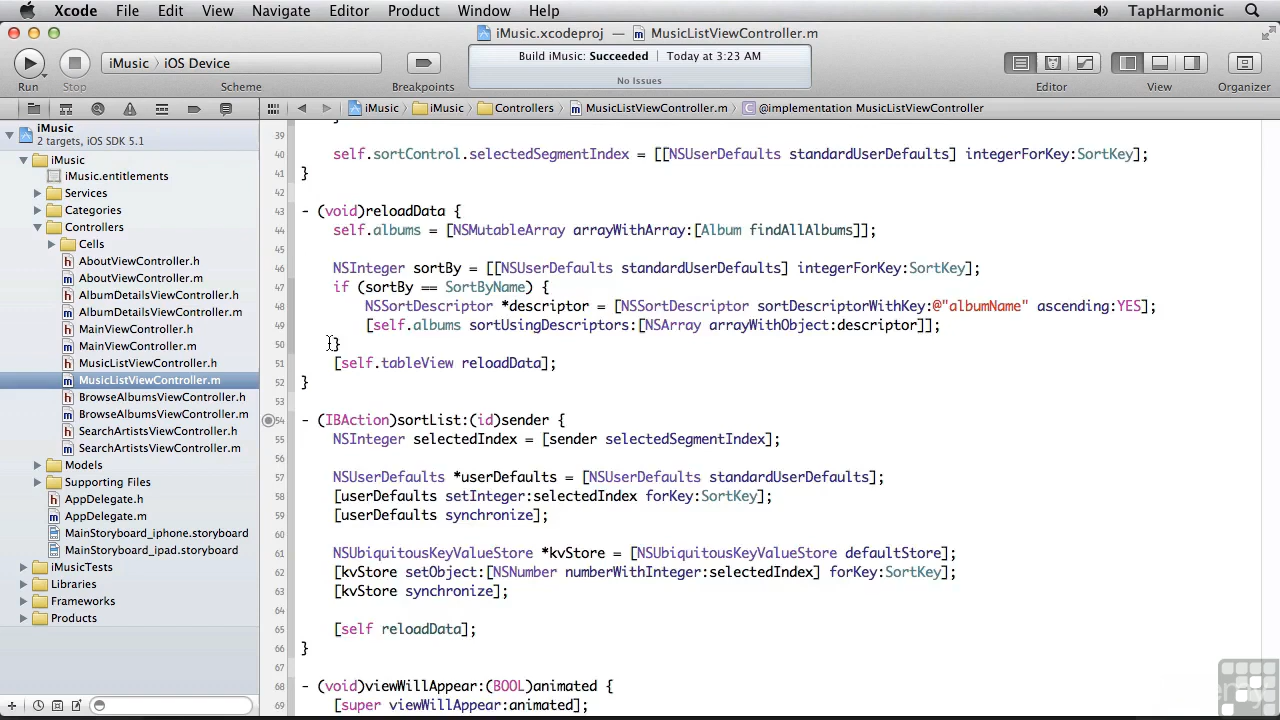 Xcode File Edit View Navigate Editor Product Window Help TapHarmonic
iMusic.xcodeproj — MusicListViewController.m
iMusic iOS Device
Build iMusic: Succeeded Today at 3:23 AM
No Issues
Run Stop Scheme Breakpoints Editor View Organizer
iMusic iMusic Controllers MusicListViewController.m @implementation MusicListViewController
iMusic
2 targets, iOS SDK 5.1
iMusic
iMusic.entitlements
Services
Categories
Controllers
Cells
AboutViewController.h
AboutViewController.m
AlbumDetailsViewController.h
AlbumDetailsViewController.m
MainViewController.h
MainViewController.m
MusicListViewController.h
MusicListViewController.m
BrowseAlbumsViewController.h
BrowseAlbumsViewController.m
SearchArtistsViewController.h
SearchArtistsViewController.m
Models
Supporting Files
AppDelegate.h
AppDelegate.m
MainStoryboard_iphone.storyboard
MainStoryboard_ipad.storyboard
iMusicTests
Libraries
Frameworks
Products
39
40 self.sortControl.selectedSegmentIndex = [[NSUserDefaults standardUserDefaults] integerForKey:SortKey];
41 }
42
43 - (void)reloadData {
44 self.albums = [NSMutableArray arrayWithArray:[Album findAllAlbums]];
45
46 NSInteger sortBy = [[NSUserDefaults standardUserDefaults] integerForKey:SortKey];
47 if (sortBy == SortByName) {
48 NSSortDescriptor *descriptor = [NSSortDescriptor sortDescriptorWithKey:@"albumName" ascending:YES];
49 [self.albums sortUsingDescriptors:[NSArray arrayWithObject:descriptor]];
50 }
51 [self.tableView reloadData];
52 }
53
54 - (IBAction)sortList:(id)sender {
55 NSInteger selectedIndex = [sender selectedSegmentIndex];
56
57 NSUserDefaults *userDefaults = [NSUserDefaults standardUserDefaults];
58 [userDefaults setInteger:selectedIndex forKey:SortKey];
59 [userDefaults synchronize];
60
61 NSUbiquitousKeyValueStore *kvStore = [NSUbiquitousKeyValueStore defaultStore];
62 [kvStore setObject:[NSNumber numberWithInteger:selectedIndex] forKey:SortKey];
63 [kvStore synchronize];
64
65 [self reloadData];
66 }
67
68 - (void)viewWillAppear:(BOOL)animated {
69 [super viewWillAppear:animated];